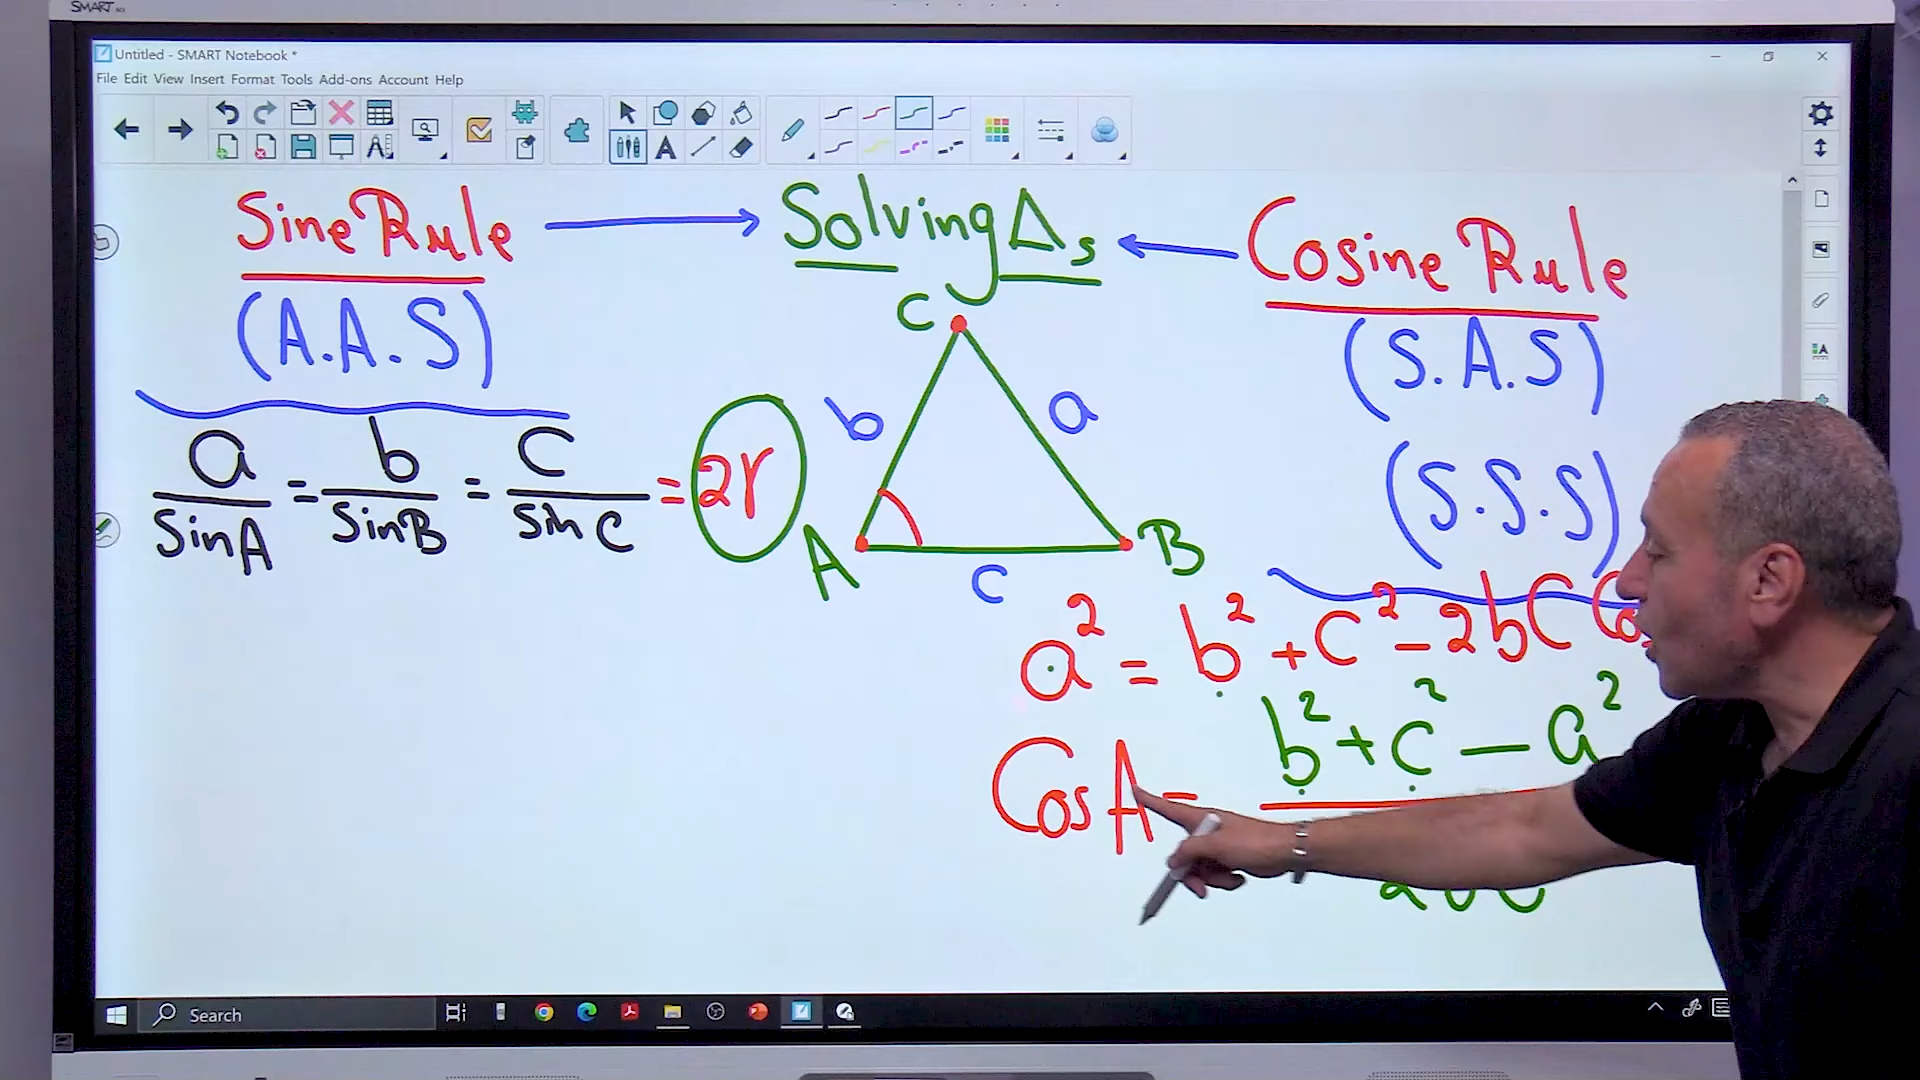 SMART
Untitled - SMART Notebook *
File Edit View Insert Format Tools Add-ons Account Help
Sine Rule
(A.A.S)
Solving Δs
Cosine Rule
(S.A.S)
(S.S.S)
a/SinA = b/SinB = C/Sin C = 2r
C
b
a
A
B
c
a² = b² + C² - 2bC Cos
Cos A = b² + c² - a²
Search